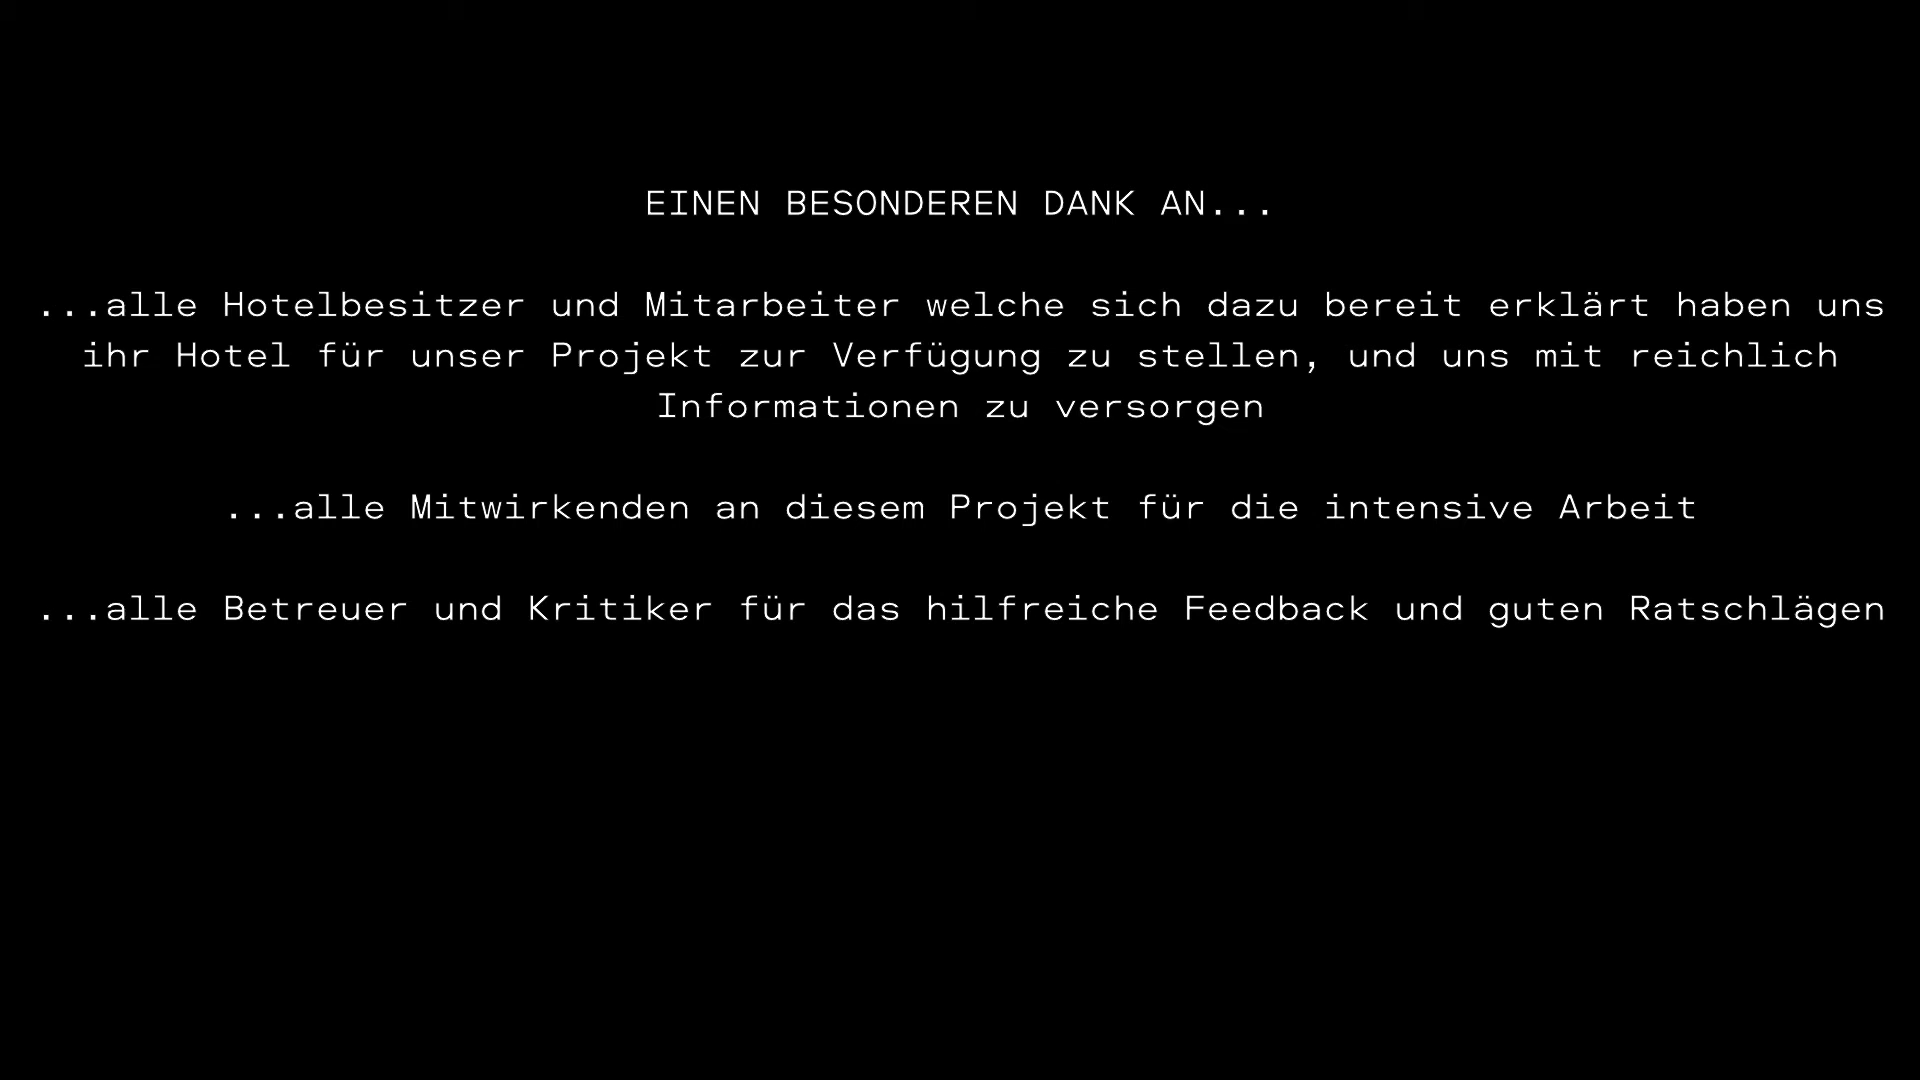 EINEN BESONDEREN DANK AN...
...alle Hotelbesitzer und Mitarbeiter welche sich dazu bereit erklärt haben uns
ihr Hotel für unser Projekt zur Verfügung zu stellen, und uns mit reichlich
Informationen zu versorgen
...alle Mitwirkenden an diesem Projekt für die intensive Arbeit
...alle Betreuer und Kritiker für das hilfreiche Feedback und guten Ratschlägen